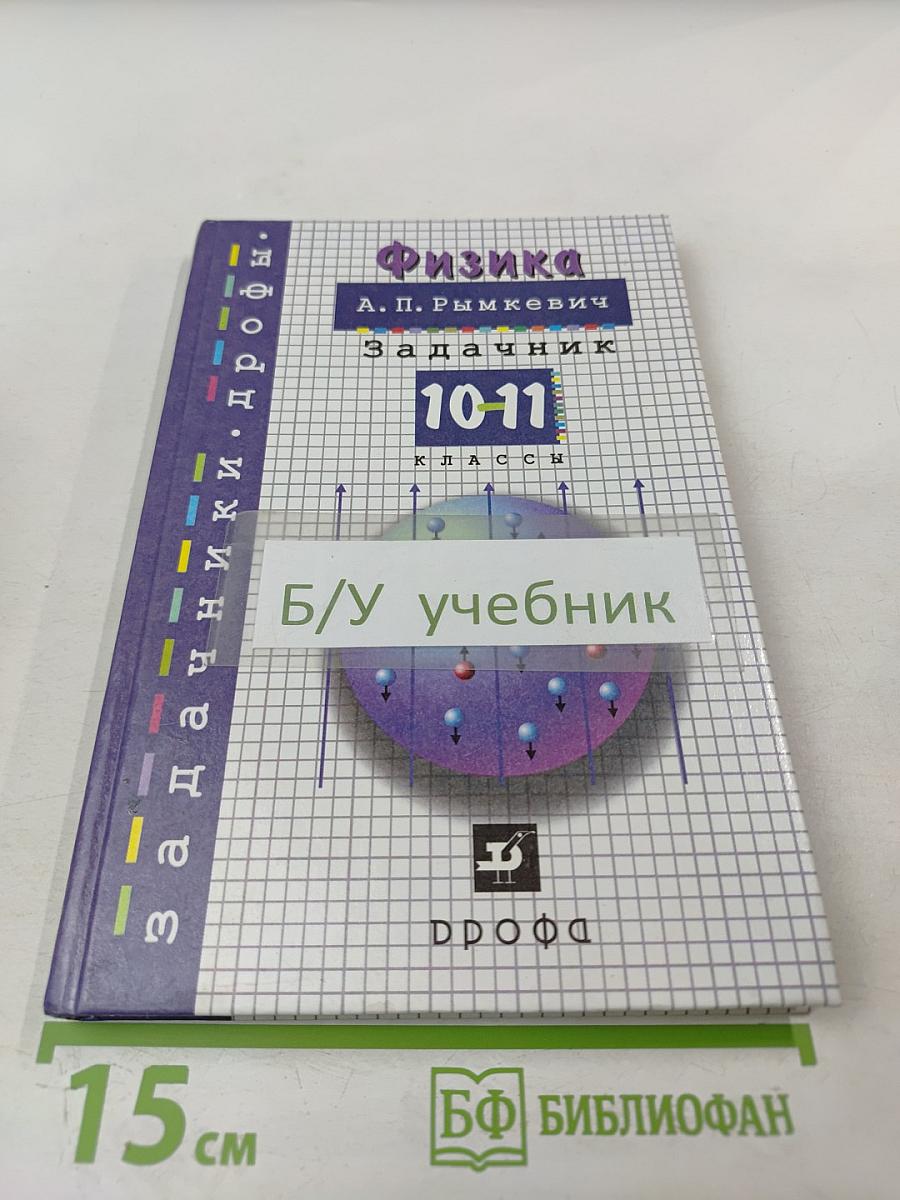 Физика
А.П.Рымкевич
Задачник
10-11
классы
Б/У учебник
дрофа
задачники·дрофы·
15 см
БФ БИБЛИОФАН